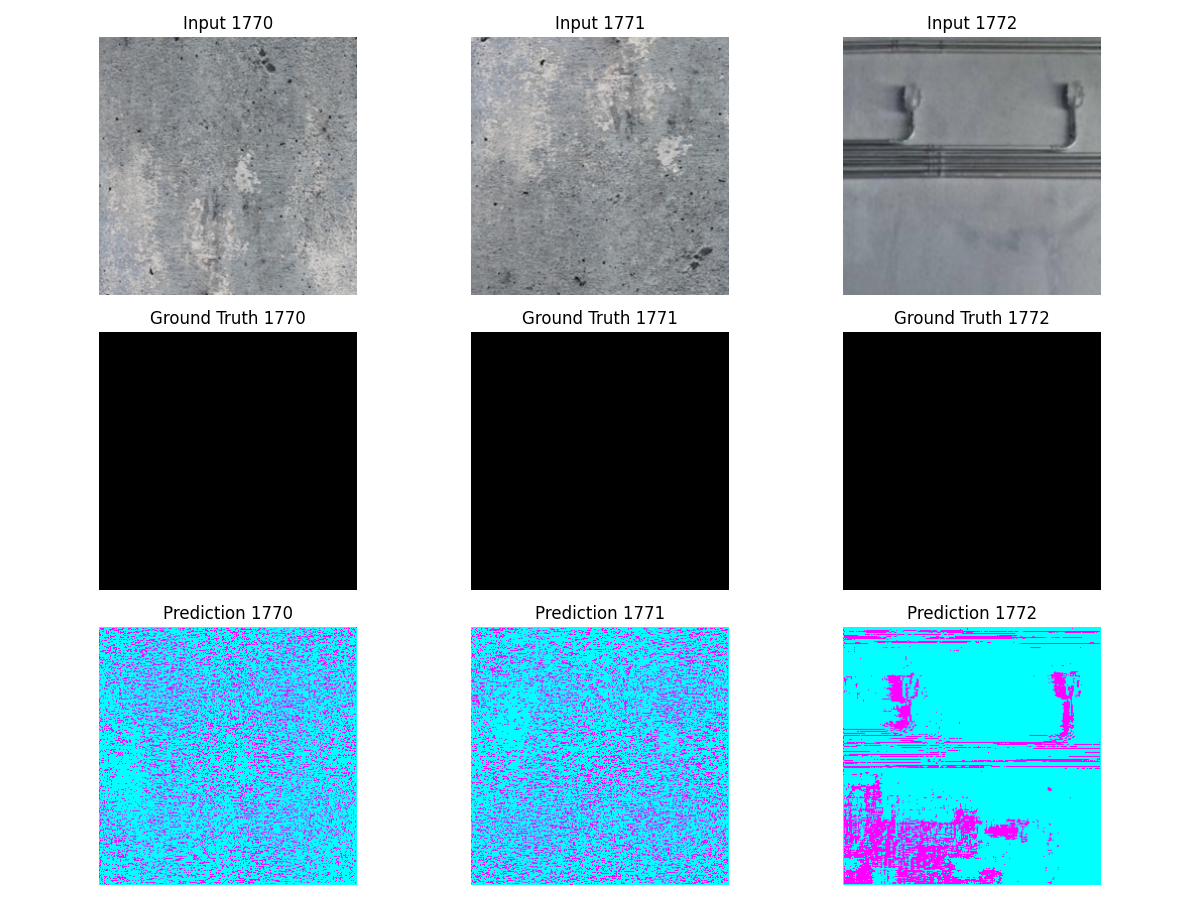 Input 1770
Input 1771
Input 1772
Ground Truth 1770
Ground Truth 1771
Ground Truth 1772
Prediction 1770
Prediction 1771
Prediction 1772